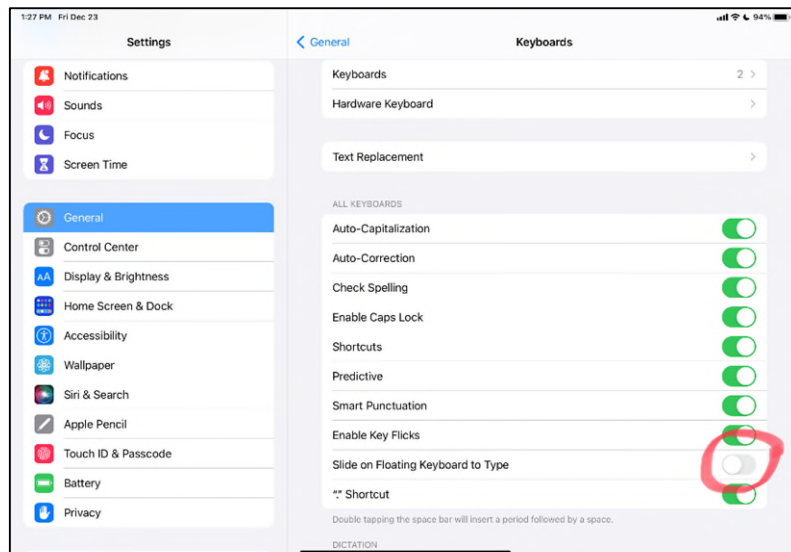 1:27 PM Fri Dec 23
94%
Settings
General
Keyboards
Notifications
Sounds
Focus
Screen Time
General
Control Center
AA Display & Brightness
Home Screen & Dock
Accessibility
Wallpaper
Siri & Search
Apple Pencil
Touch ID & Passcode
Battery
Privacy
Keyboards 2
Hardware Keyboard
Text Replacement
ALL KEYBOARDS
Auto-Capitalization
Auto-Correction
Check Spelling
Enable Caps Lock
Shortcuts
Predictive
Smart Punctuation
Enable Key Flicks
Slide on Floating Keyboard to Type
“.” Shortcut
Double tapping the space bar will insert a period followed by a space.
DICTATION